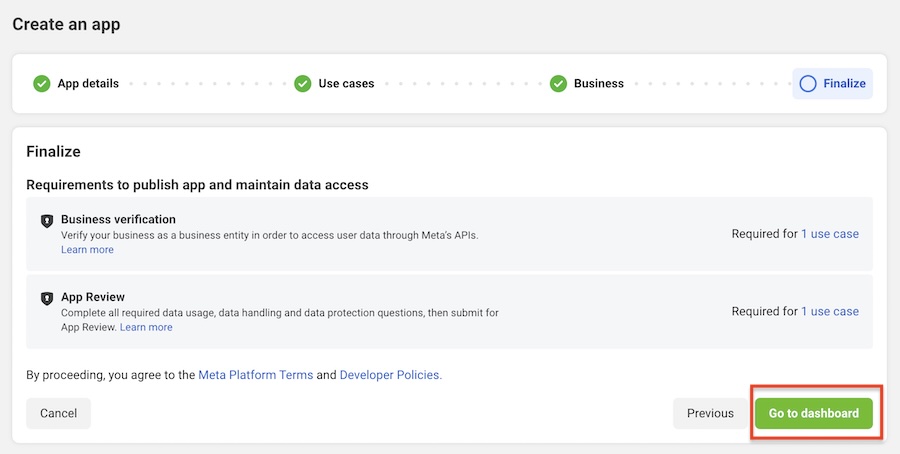 Create an app
App details
Use cases
Business
Finalize
Finalize
Requirements to publish app and maintain data access
Business verification
Verify your business as a business entity in order to access user data through Meta's APIs.
Learn more
Required for 1 use case
App Review
Complete all required data usage, data handling and data protection questions, then submit for
App Review. Learn more
Required for 1 use case
By proceeding, you agree to the Meta Platform Terms and Developer Policies.
Cancel
Previous
Go to dashboard